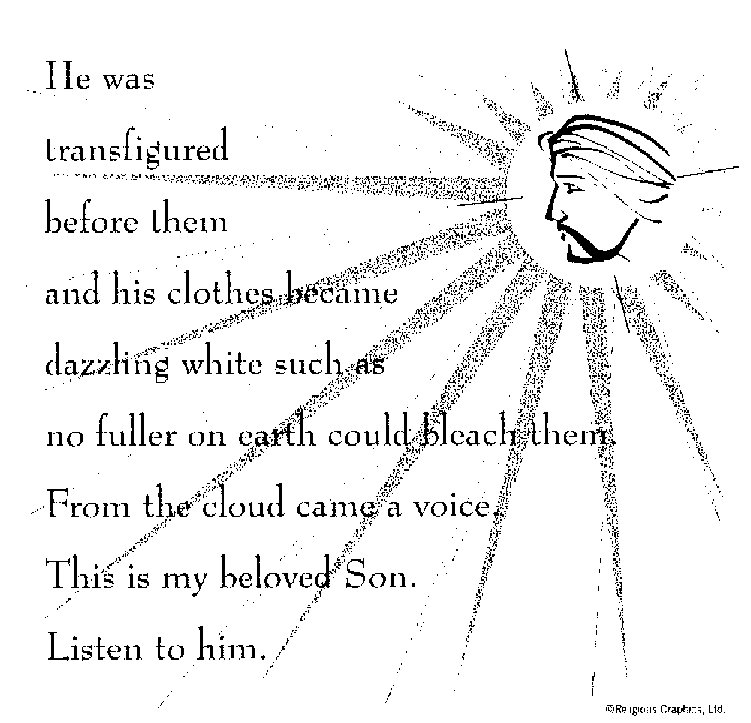 He was
transfigured
before them
and his clothes became
dazzling white such as
no fuller on earth could bleach them.
From the cloud came a voice,
This is my beloved Son.
Listen to him.
©Religious Graphics, Ltd.